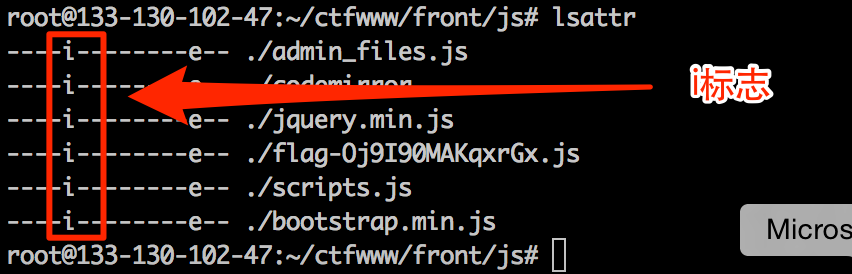 root@133-130-102-47:~/ctfwww/front/js# lsattr
----i--------e-- ./admin_files.js
----i--------e-- ./codemirror
i标志
----i--------e-- ./jquery.min.js
----i--------e-- ./flag-Oj9I90MAKqxrGx.js
----i--------e-- ./scripts.js
----i--------e-- ./bootstrap.min.js
Micros
root@133-130-102-47:~/ctfwww/front/js#